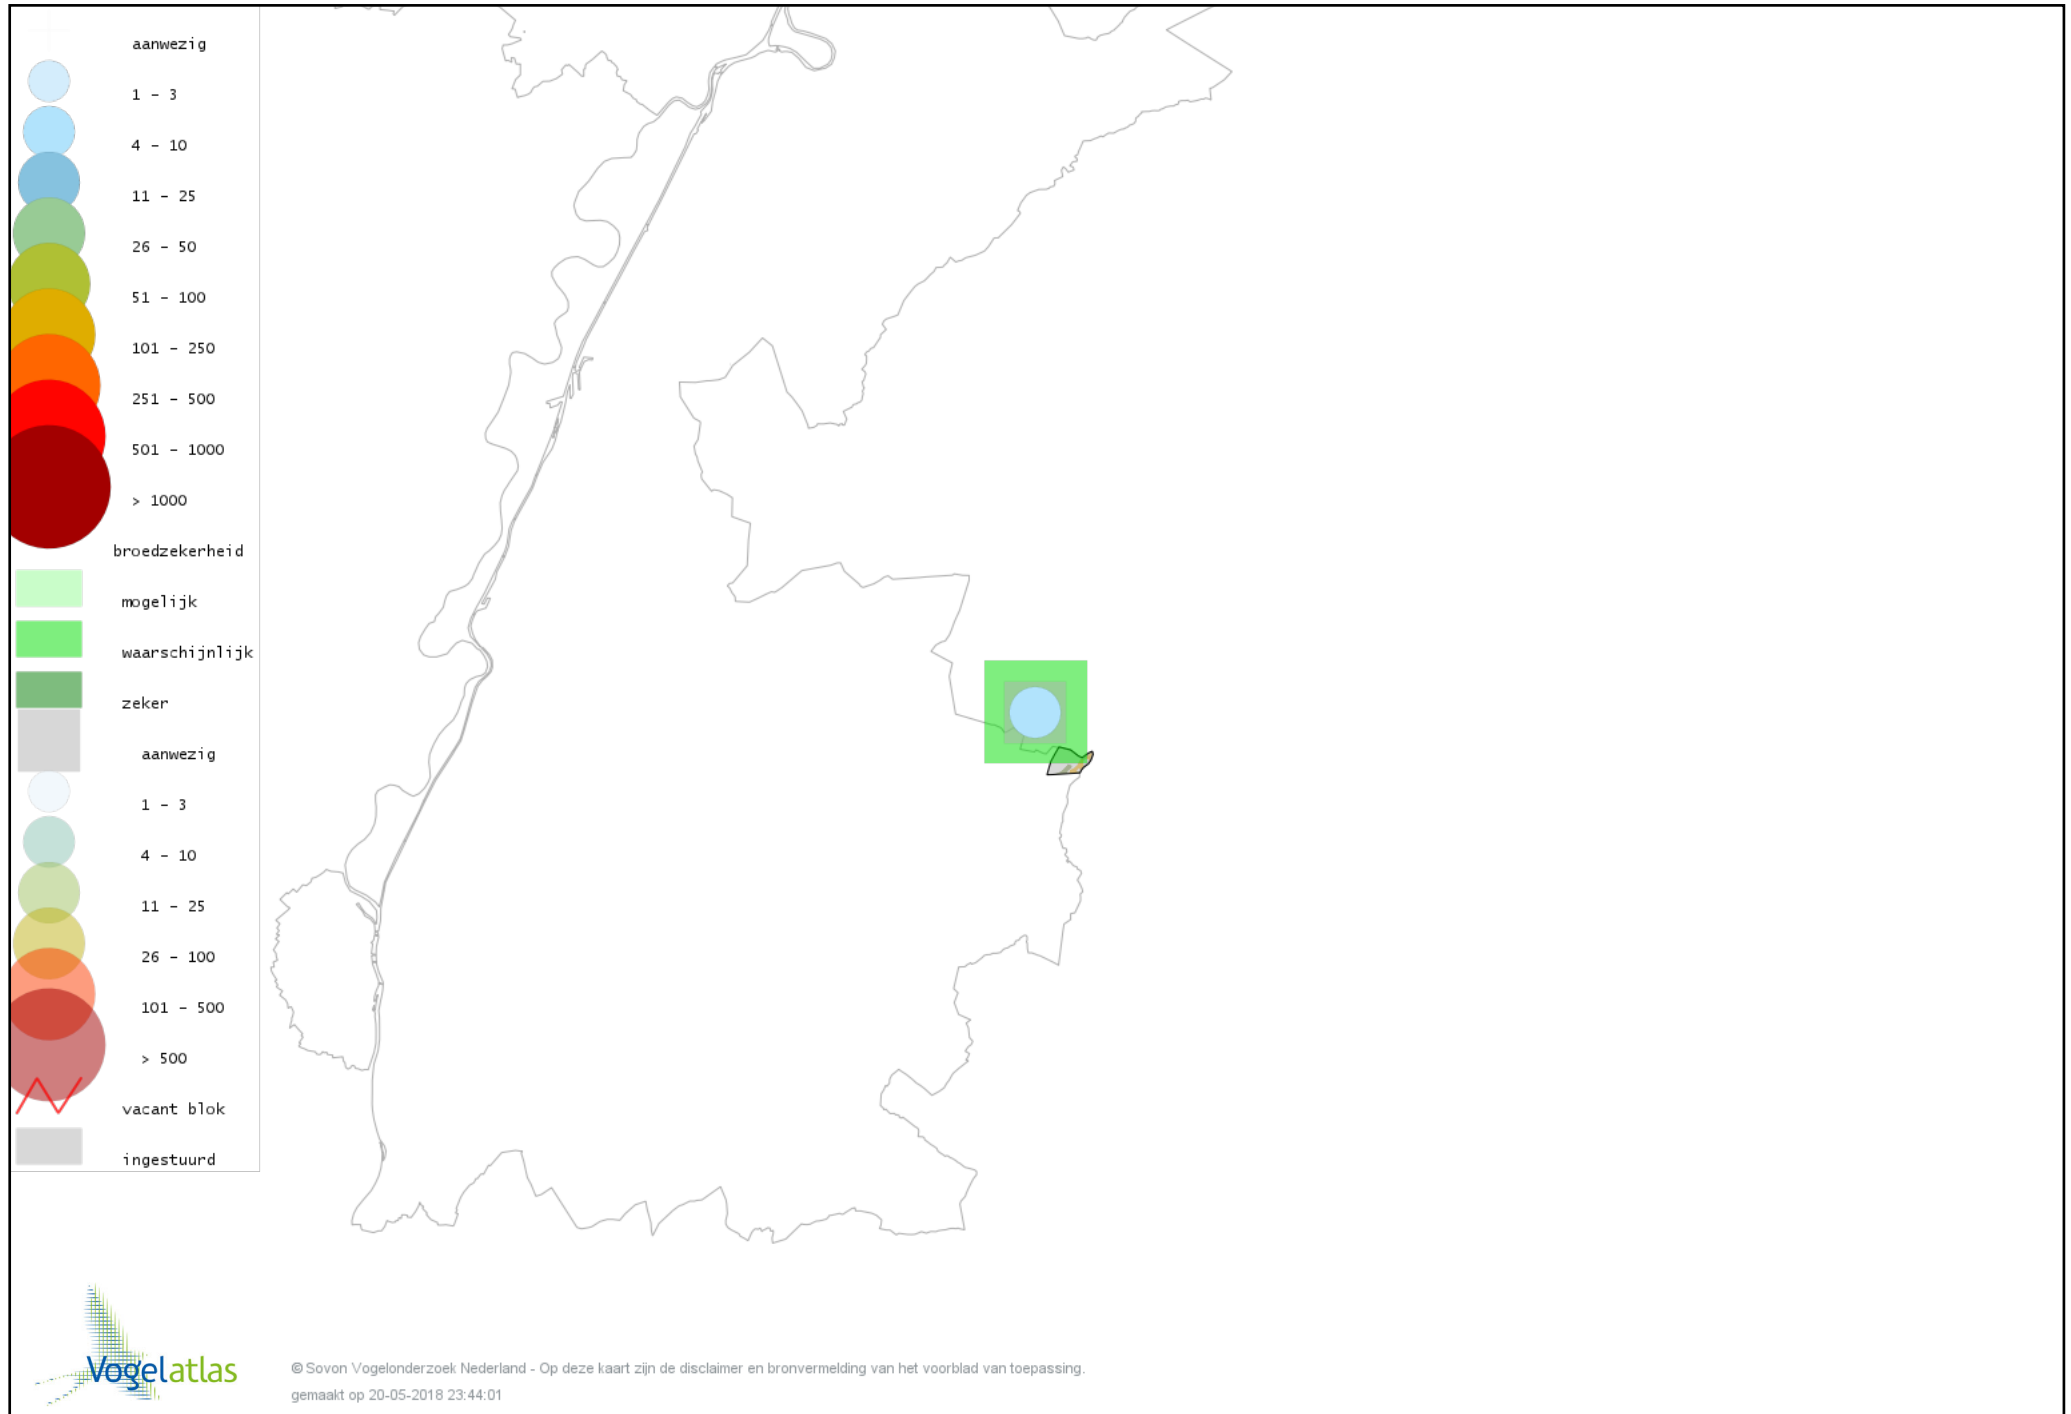 aanwezig
1 - 3
4 - 10
11 - 25
26 - 50
51 - 100
101 - 250
251 - 500
501 - 1000
> 1000
broedzekerheid
mogelijk
waarschijnlijk
zeker
aanwezig
1 - 3
4 - 10
11 - 25
26 - 100
101 - 500
> 500
vacant blok
ingestuurd
Vogelatlas
© Sovon Vogelonderzoek Nederland - Op deze kaart zijn de disclaimer en bronvermelding van het voorblad van toepassing.
gemaakt op 20-05-2018 23:44:01